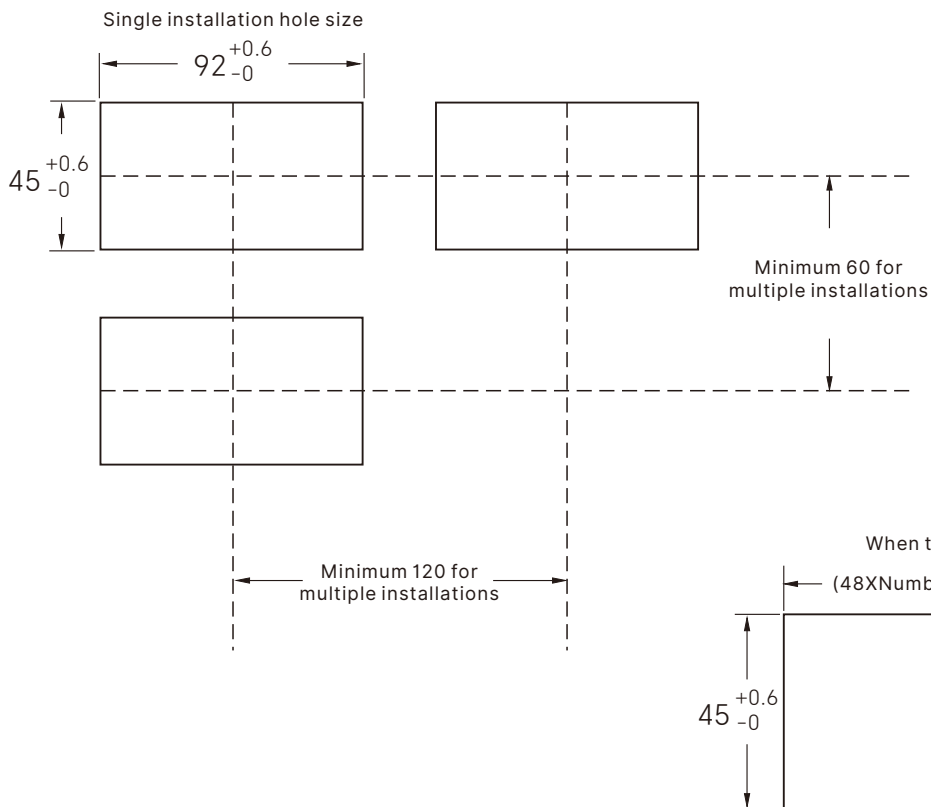 Single installation hole size
92 +0.6 -0
45 +0.6 -0
Minimum 60 for
multiple installations
Minimum 120 for
multiple installations
When t
(48XNumb
45 +0.6 -0